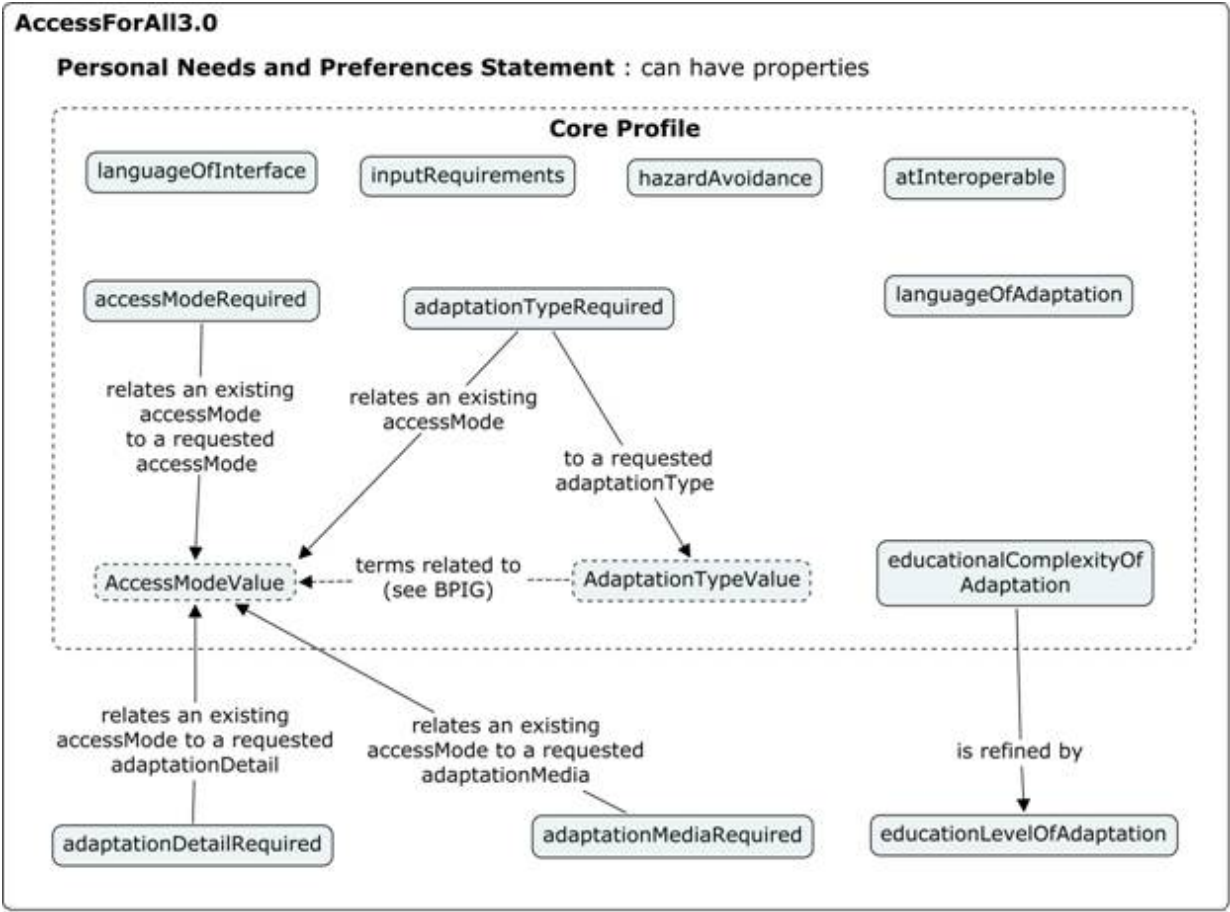 AccessForAll3.0
Personal Needs and Preferences Statement : can have properties
Core Profile
languageOfInterface
inputRequirements
hazardAvoidance
atInteroperable
accessModeRequired
adaptationTypeRequired
languageOfAdaptation
relates an existing
accessMode
to a requested
accessMode
relates an existing
accessMode
to a requested
adaptationType
AccessModeValue
terms related to
(see BPIG)
AdaptationTypeValue
educationalComplexityOf
Adaptation
relates an existing
accessMode to a requested
adaptationDetail
relates an existing
accessMode to a requested
adaptationMedia
is refined by
adaptationDetailRequired
adaptationMediaRequired
educationLevelOfAdaptation